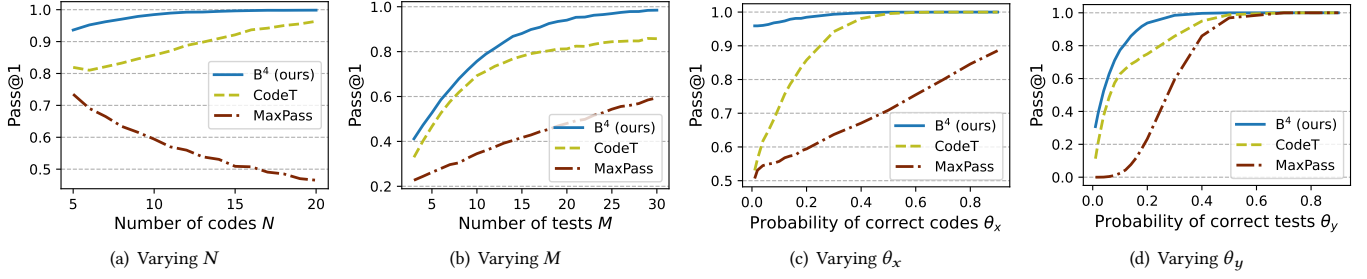 Pass@1
1.0
0.9
0.8
0.7
0.6
0.5
B⁴ (ours)
CodeT
MaxPass
5
10
15
20
Number of codes N
(a) Varying N
Pass@1
1.0
0.8
0.6
0.4
0.2
B⁴ (ours)
CodeT
MaxPass
5
10
15
20
25
30
Number of tests M
(b) Varying M
Pass@1
1.0
0.9
0.8
0.7
0.6
0.5
B⁴ (ours)
CodeT
MaxPass
0.0
0.2
0.4
0.6
0.8
Probability of correct codes θₓ
(c) Varying θₓ
Pass@1
1.0
0.8
0.6
0.4
0.2
0.0
B⁴ (ours)
CodeT
MaxPass
0.0
0.2
0.4
0.6
0.8
Probability of correct tests θ_y
(d) Varying θ_y